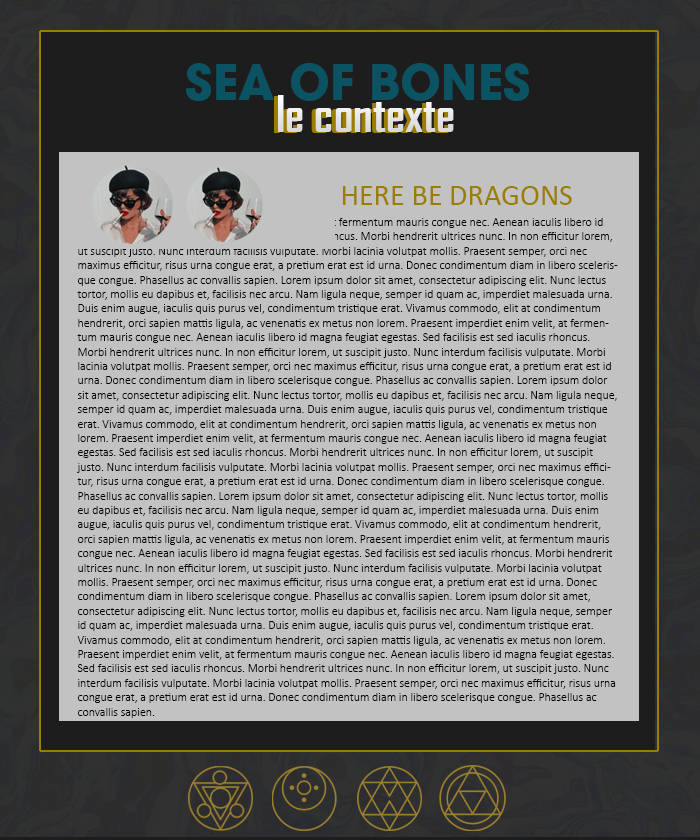 SEA OF BONES
le contexte
HERE BE DRAGONS
fermentum mauris congue nec. Aenean iaculis libero id
Morbi hendrerit ultrices nunc. In non efficitur lorem,
ut suscipit justo. Nunc interdum facilisis vulputate. Morbi lacinia volutpat mollis. Praesent semper, orci nec
maximus efficitur, risus urna congue erat, a pretium erat est id urna. Donec condimentum diam in libero sceleris-
que congue. Phasellus ac convallis sapien. Lorem ipsum dolor sit amet, consectetur adipiscing elit. Nunc lectus
tortor, mollis eu dapibus et, facilisis nec arcu. Nam ligula neque, semper id quam ac, imperdiet malesuada urna.
Duis enim augue, iaculis quis purus vel, condimentum tristique erat. Vivamus commodo, elit at condimentum
hendrerit, orci sapien mattis ligula, ac venenatis ex metus non lorem. Praesent imperdiet enim velit, at fermen-
tum mauris congue nec. Aenean iaculis libero id magna feugiat egestas. Sed facilisis est sed iaculis rhoncus.
Morbi hendrerit ultrices nunc. In non efficitur lorem, ut suscipit justo. Nunc interdum facilisis vulputate. Morbi
lacinia volutpat mollis. Praesent semper, orci nec maximus efficitur, risus urna congue erat, a pretium erat est id
urna. Donec condimentum diam in libero scelerisque congue. Phasellus ac convallis sapien. Lorem ipsum dolor
sit amet, consectetur adipiscing elit. Nunc lectus tortor, mollis eu dapibus et, facilisis nec arcu. Nam ligula neque,
semper id quam ac, imperdiet malesuada urna. Duis enim augue, iaculis quis purus vel, condimentum tristique
erat. Vivamus commodo, elit at condimentum hendrerit, orci sapien mattis ligula, ac venenatis ex metus non
lorem. Praesent imperdiet enim velit, at fermentum mauris congue nec. Aenean iaculis libero id magna feugiat
egestas. Sed facilisis est sed iaculis rhoncus. Morbi hendrerit ultrices nunc. In non efficitur lorem, ut suscipit
justo. Nunc interdum facilisis vulputate. Morbi lacinia volutpat mollis. Praesent semper, orci nec maximus effici-
tur, risus urna congue erat, a pretium erat est id urna. Donec condimentum diam in libero scelerisque congue.
Phasellus ac convallis sapien. Lorem ipsum dolor sit amet, consectetur adipiscing elit. Nunc lectus tortor, mollis
eu dapibus et, facilisis nec arcu. Nam ligula neque, semper id quam ac, imperdiet malesuada urna. Duis enim
augue, iaculis quis purus vel, condimentum tristique erat. Vivamus commodo, elit at condimentum hendrerit,
orci sapien mattis ligula, ac venenatis ex metus non lorem. Praesent imperdiet enim velit, at fermentum mauris
congue nec. Aenean iaculis libero id magna feugiat egestas. Sed facilisis est sed iaculis rhoncus. Morbi hendrerit
ultrices nunc. In non efficitur lorem, ut suscipit justo. Nunc interdum facilisis vulputate. Morbi lacinia volutpat
mollis. Praesent semper, orci nec maximus efficitur, risus urna congue erat, a pretium erat est id urna. Donec
condimentum diam in libero scelerisque congue. Phasellus ac convallis sapien. Lorem ipsum dolor sit amet,
consectetur adipiscing elit. Nunc lectus tortor, mollis eu dapibus et, facilisis nec arcu. Nam ligula neque, semper
id quam ac, imperdiet malesuada urna. Duis enim augue, iaculis quis purus vel, condimentum tristique erat.
Vivamus commodo, elit at condimentum hendrerit, orci sapien mattis ligula, ac venenatis ex metus non lorem.
Praesent imperdiet enim velit, at fermentum mauris congue nec. Aenean iaculis libero id magna feugiat egestas.
Sed facilisis est sed iaculis rhoncus. Morbi hendrerit ultrices nunc. In non efficitur lorem, ut suscipit justo. Nunc
interdum facilisis vulputate. Morbi lacinia volutpat mollis. Praesent semper, orci nec maximus efficitur, risus urna
congue erat, a pretium erat est id urna. Donec condimentum diam in libero scelerisque congue. Phasellus ac
convallis sapien.